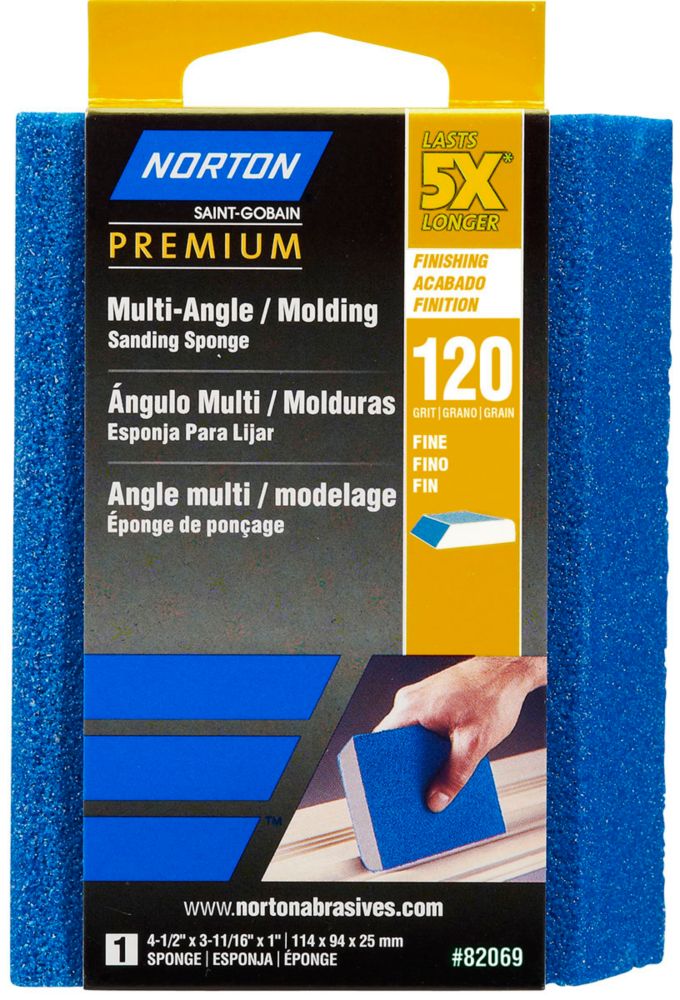 NORTON
SAINT-GOBAIN
PREMIUM
Multi-Angle / Molding
Sanding Sponge
Ángulo Multi / Molduras
Esponja Para Lijar
Angle multi / modelage
Éponge de ponçage
LASTS
5X*
LONGER
FINISHING
ACABADO
FINITION
120
GRIT | GRANO | GRAIN
FINE
FINO
FIN
TM
www.nortonabrasives.com
1
4-1/2" x 3-11/16" x 1" | 114 x 94 x 25 mm
SPONGE | ESPONJA | ÉPONGE
#82069